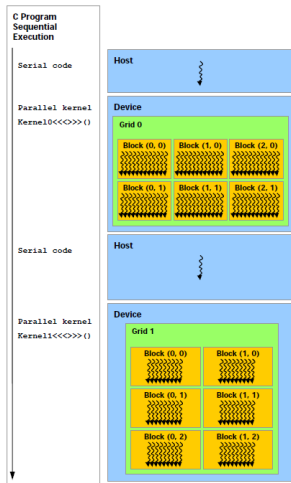 C Program
Sequential
Execution
Serial code
Host
Parallel kernel
Kernel0<<<>>>()
Device
Grid 0
Block (0, 0) Block (1, 0) Block (2, 0)
Block (0, 1) Block (1, 1) Block (2, 1)
Serial code
Host
Parallel kernel
Kernel1<<<>>>()
Device
Grid 1
Block (0, 0) Block (1, 0)
Block (0, 1) Block (1, 1)
Block (0, 2) Block (1, 2)